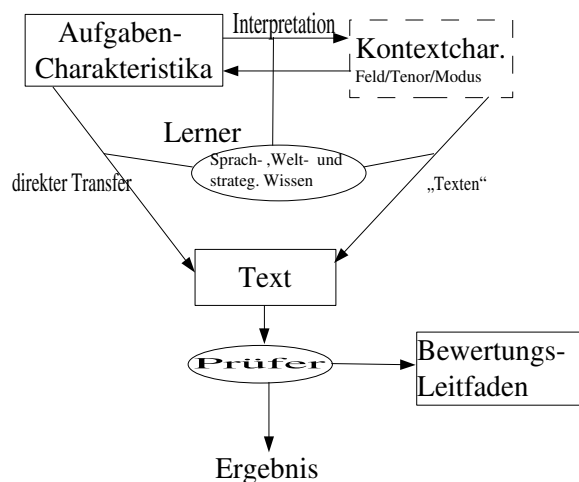 Interpretation
Aufgaben-
Charakteristika
Kontextchar.
Feld/Tenor/Modus
Lerner
Sprach- ,Welt- und
strateg. Wissen
direkter Transfer
„Texten“
Text
Prüfer
Bewertungs-
Leitfaden
Ergebnis